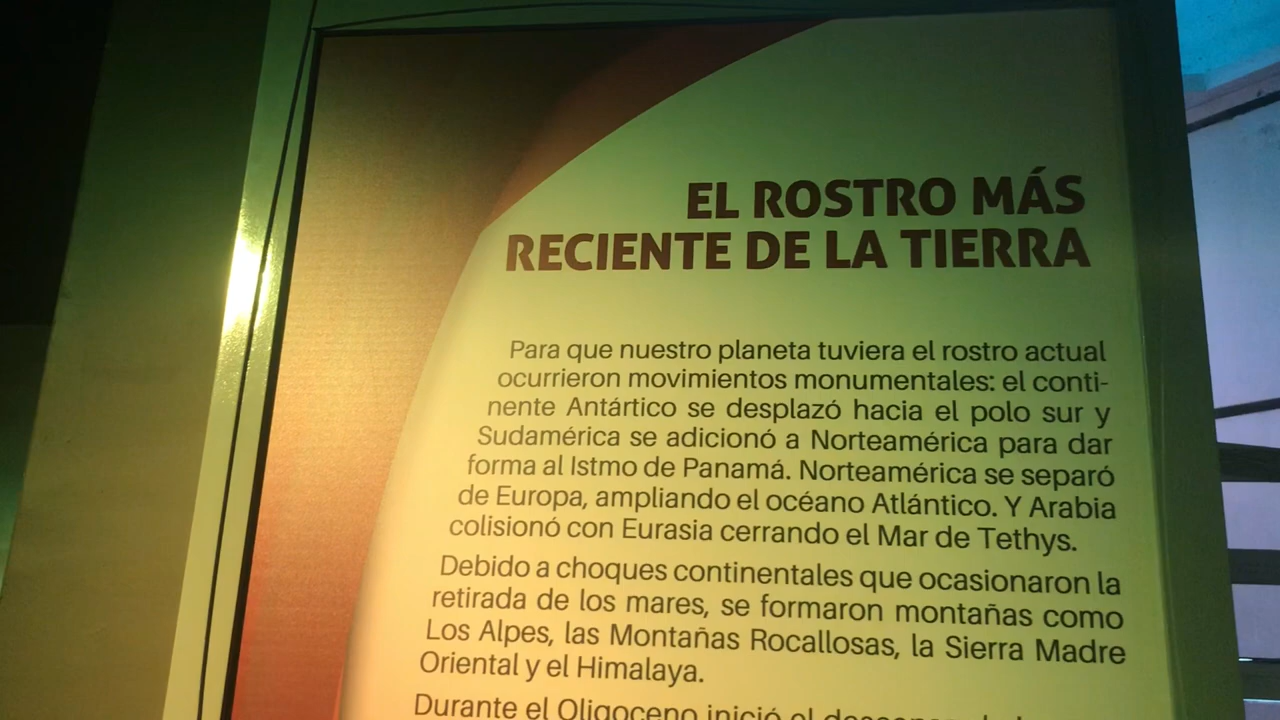 EL ROSTRO MÁS
RECIENTE DE LA TIERRA
Para que nuestro planeta tuviera el rostro actual
ocurrieron movimientos monumentales: el conti-
nente Antártico se desplazó hacia el polo sur y
Sudamérica se adicionó a Norteamérica para dar
forma al Istmo de Panamá. Norteamérica se separó
de Europa, ampliando el océano Atlántico. Y Arabia
colisionó con Eurasia cerrando el Mar de Tethys.
Debido a choques continentales que ocasionaron la
retirada de los mares, se formaron montañas como
Los Alpes, las Montañas Rocallosas, la Sierra Madre
Oriental y el Himalaya.
Durante el Oligoceno inició el